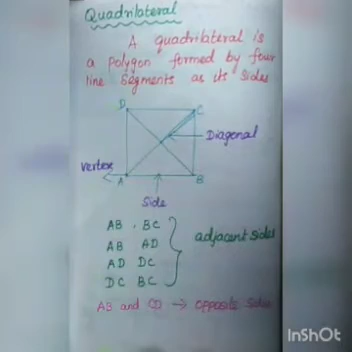 Quadrilateral
A quadrilateral is
a polygon formed by four
line segments as its sides
D
C
Diagonal
Vertex
A
B
Side
AB , BC
AB AD
AD DC
DC BC
adjacent sides
AB and CD → opposite sides
InShOt